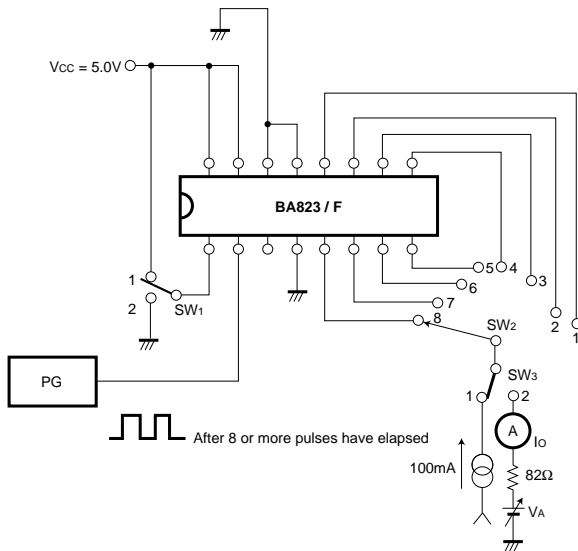 VCC = 5.0V
BA823 / F
1
2
SW1
5 4
3
6
7
2
1
8
SW2
PG
SW3
1
2
A
IO
After 8 or more pulses have elapsed
100mA
82Ω
VA